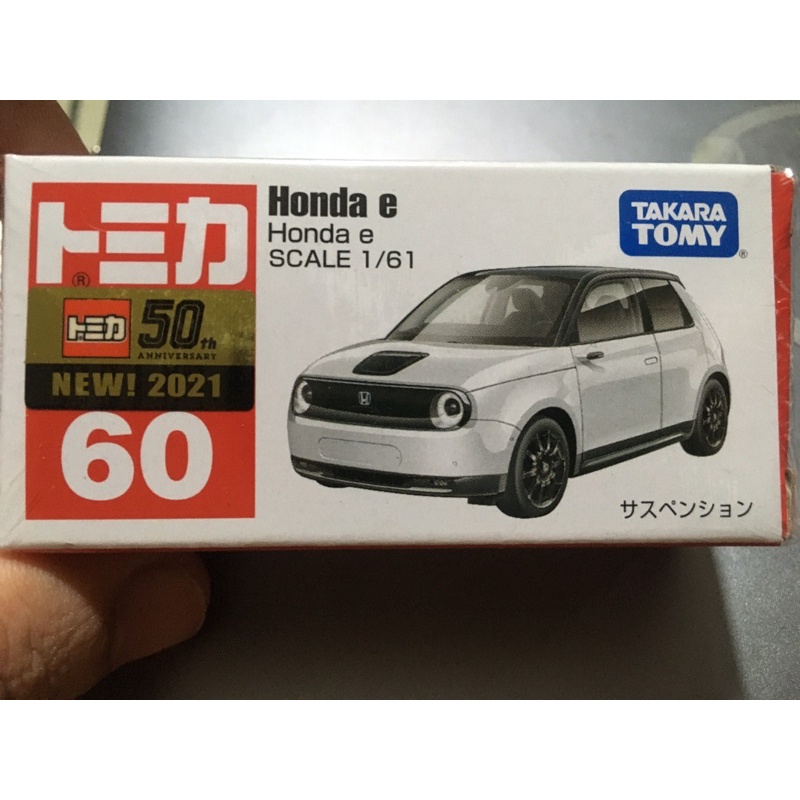 トミカ
®
トミカ 50th
ANNIVERSARY
NEW! 2021
60
Honda e
Honda e
SCALE 1/61
TAKARA
TOMY
®
サスペンション